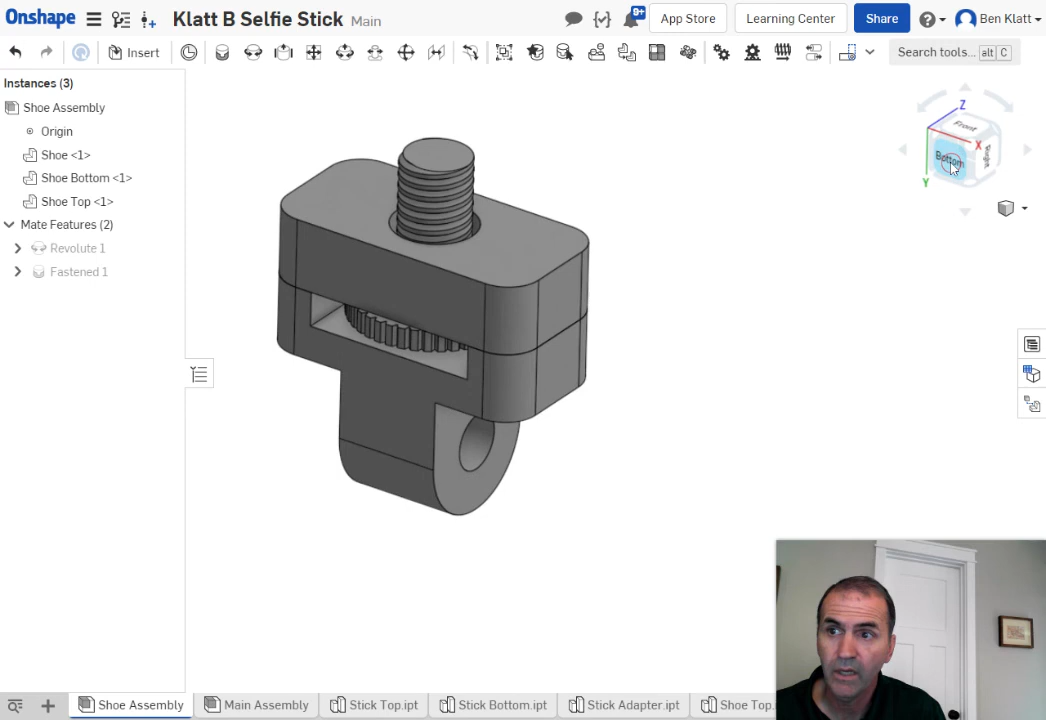 Onshape
Klatt B Selfie Stick Main
9+
App Store
Learning Center
Share
Ben Klatt
Insert
Search tools... alt C
Instances (3)
Shoe Assembly
Origin
Shoe <1>
Shoe Bottom <1>
Shoe Top <1>
Mate Features (2)
Revolute 1
Fastened 1
Z
Front
X
Bottom
Right
Y
Shoe Assembly
Main Assembly
Stick Top.ipt
Stick Bottom.ipt
Stick Adapter.ipt
Shoe Top.